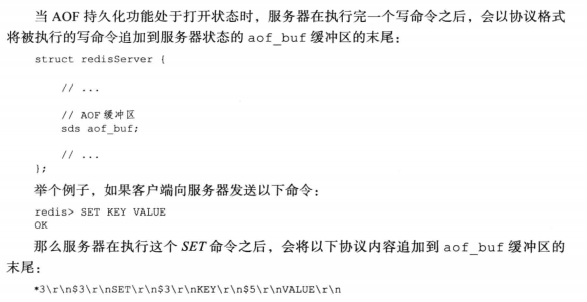 当 AOF 持久化功能处于打开状态时，服务器在执行完一个写命令之后，会以协议格式
将被执行的写命令追加到服务器状态的 aof_buf 缓冲区的末尾：
struct redisServer {
// ...
// AOF 缓冲区
sds aof_buf;
// ...
};
举个例子，如果客户端向服务器发送以下命令：
redis> SET KEY VALUE
OK
那么服务器在执行这个 SET 命令之后，会将以下协议内容追加到 aof_buf 缓冲区的
末尾：
*3\r\n$3\r\nSET\r\n$3\r\nKEY\r\n$5\r\nVALUE\r\n